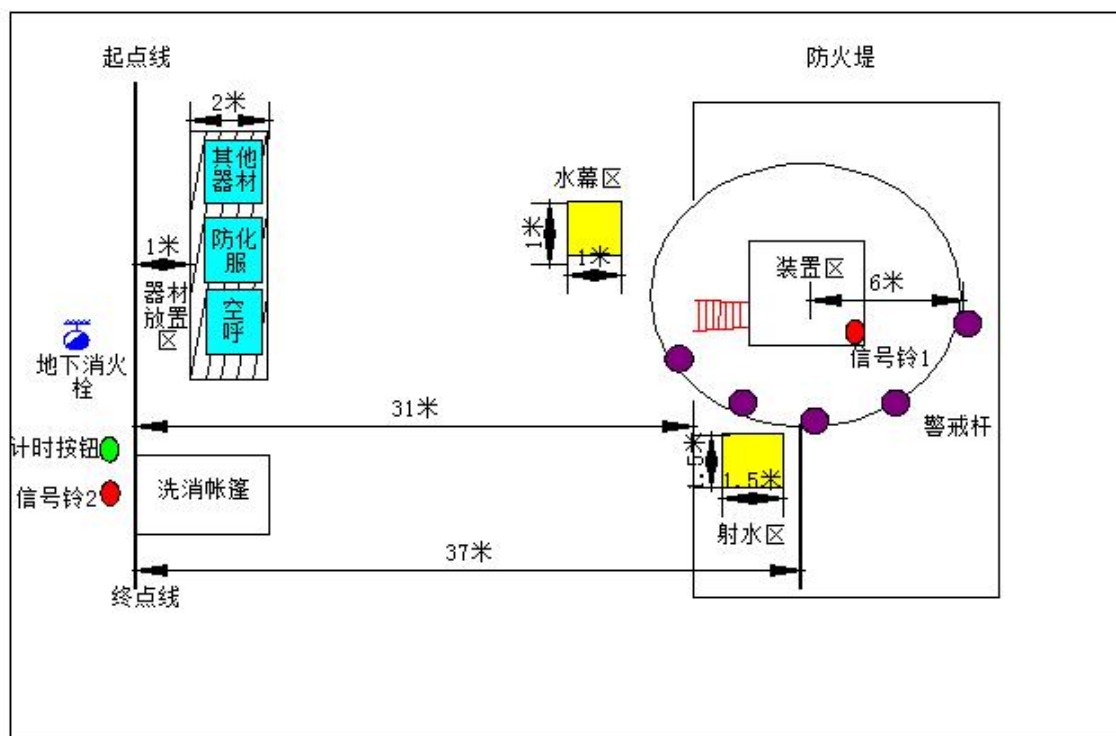 起点线
防火堤
2米
其他
器材
水幕区
1米
防化
服
1米
1米
装置区
6米
器材
放置
区
空
呼
信号铃1
地下消火
栓
31米
警戒杆
计时按钮
1.5米
洗消帐篷
1.5米
信号铃2
射水区
37米
终点线